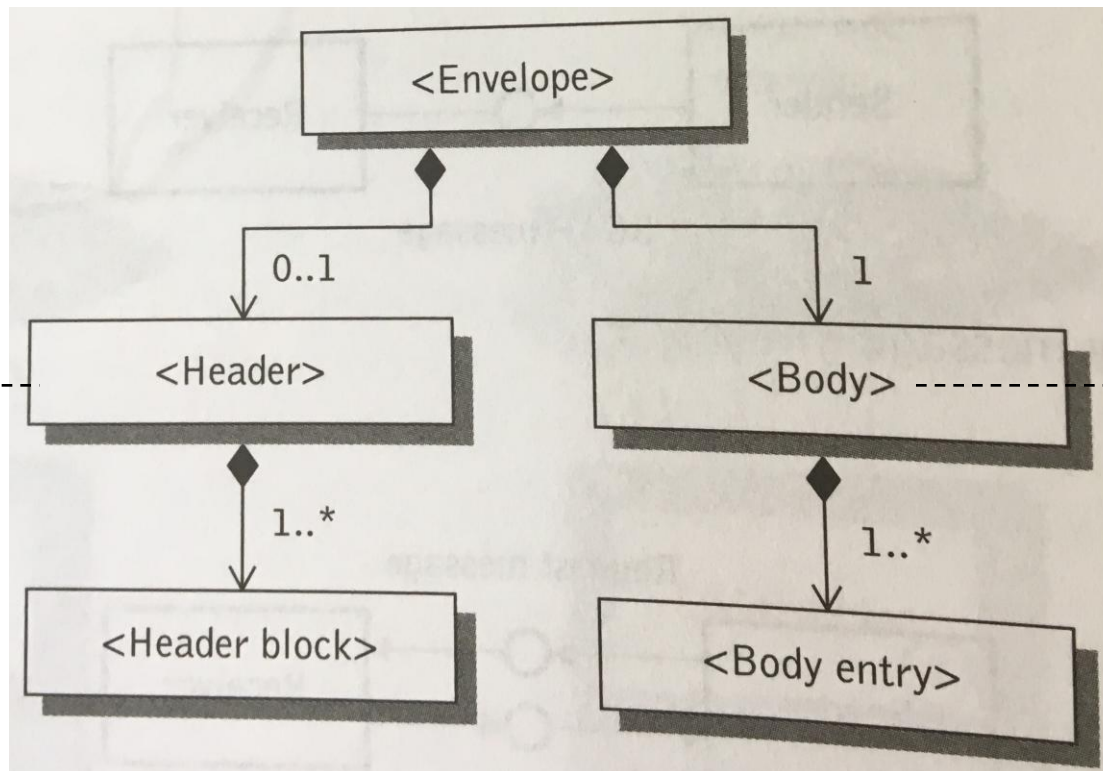 <Envelope>
0..1
1
<Header>
<Body>
1..*
1..*
<Header block>
<Body entry>